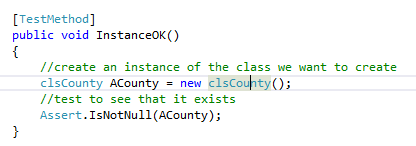 [TestMethod]
public void InstanceOK()
{
//create an instance of the class we want to create
clsCounty ACounty = new clsCounty();
//test to see that it exists
Assert.IsNotNull(ACounty);
}